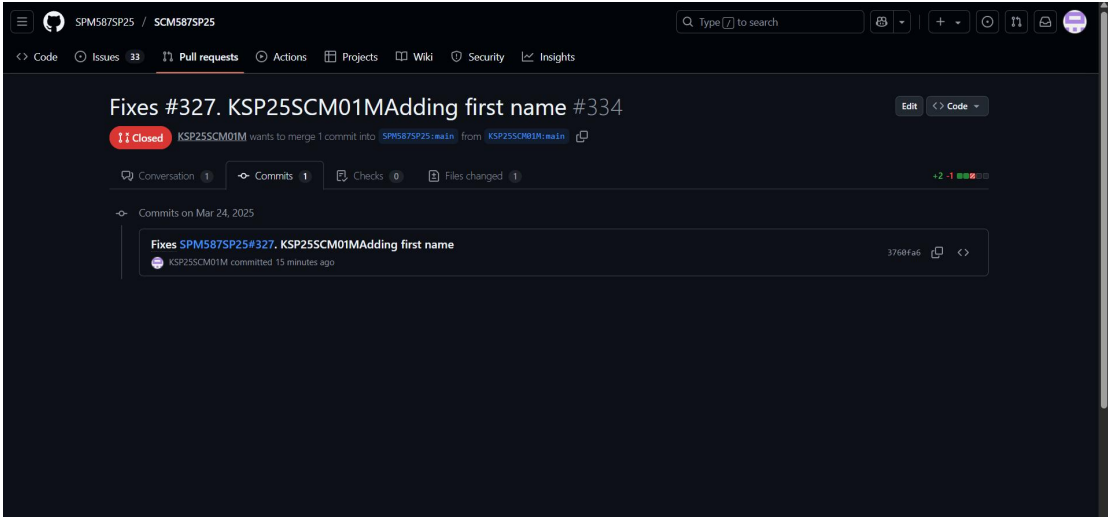 SPM587SP25 / SCM587SP25
Type / to search
Code Issues 33 Pull requests Actions Projects Wiki Security Insights
Fixes #327. KSP25SCM01MAdding first name #334
Edit
Code
Closed KSP25SCM01M wants to merge 1 commit into SPM587SP25:main from KSP25SCM01M:main
Conversation 1 Commits 1 Checks 0 Files changed 1
+2 -1
Commits on Mar 24, 2025
Fixes SPM587SP25#327. KSP25SCM01MAdding first name
KSP25SCM01M committed 15 minutes ago
3760fa6